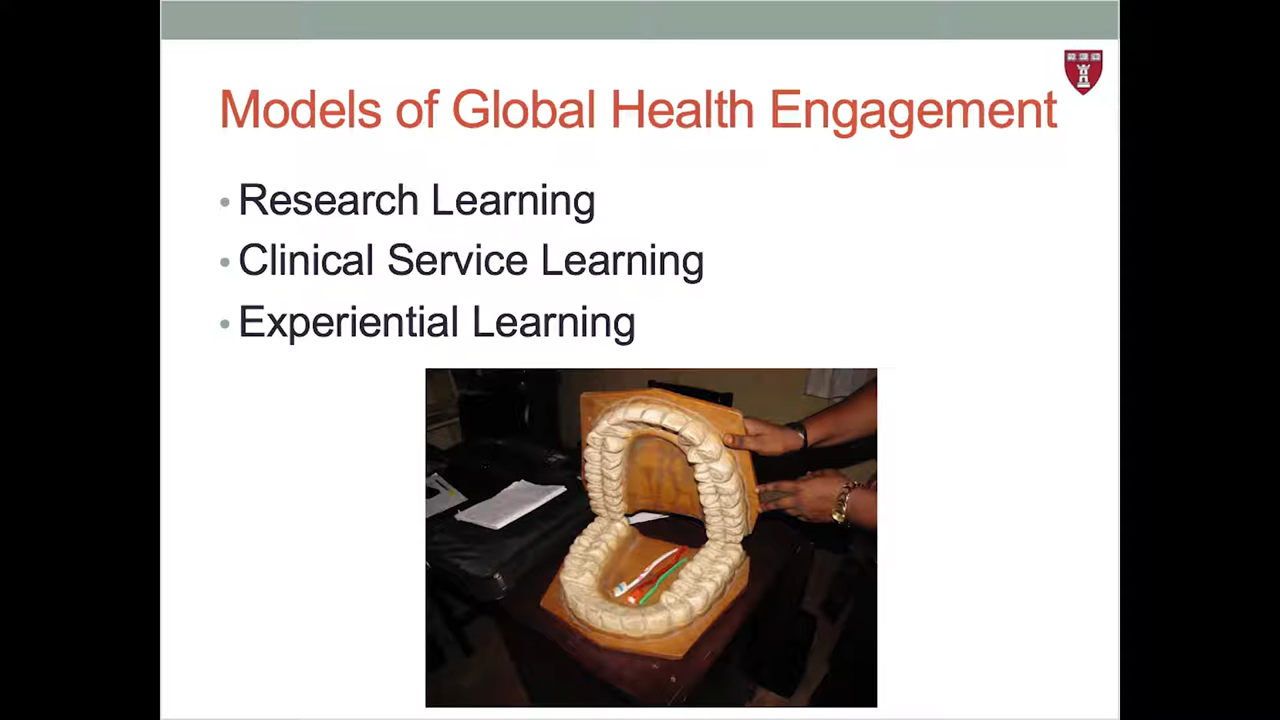 Models of Global Health Engagement
• Research Learning
• Clinical Service Learning
• Experiential Learning